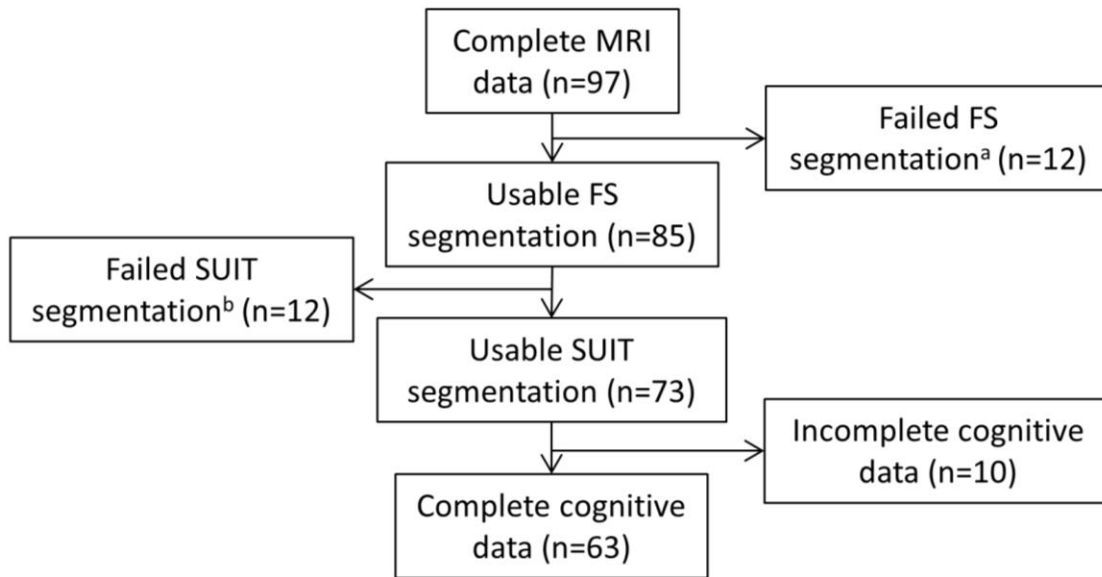 Complete MRI
data (n=97)
Failed FS
segmentationᵃ (n=12)
Usable FS
segmentation (n=85)
Failed SUIT
segmentationᵇ (n=12)
Usable SUIT
segmentation (n=73)
Incomplete cognitive
data (n=10)
Complete cognitive
data (n=63)